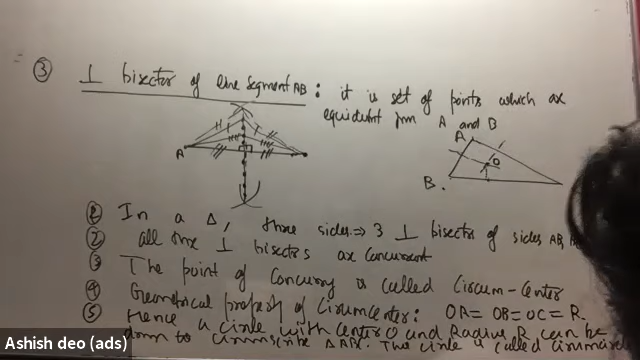 ③ ⊥ bisector of line segment AB : it is set of points which are
equidistant from A and B
A
A
O
B.
① In a Δ, three sides ⇒ 3 ⊥ bisector of sides AB,
② all three ⊥ bisectors are concurrent
③ The point of concurrency is called Circum-Center
④ Geometrical property of Circumcenter: OA = OB = OC = R.
⑤ Hence a circle with center O and Radius R can be
drawn to circumscribe Δ ABC. The circle is called
Ashish deo (ads)